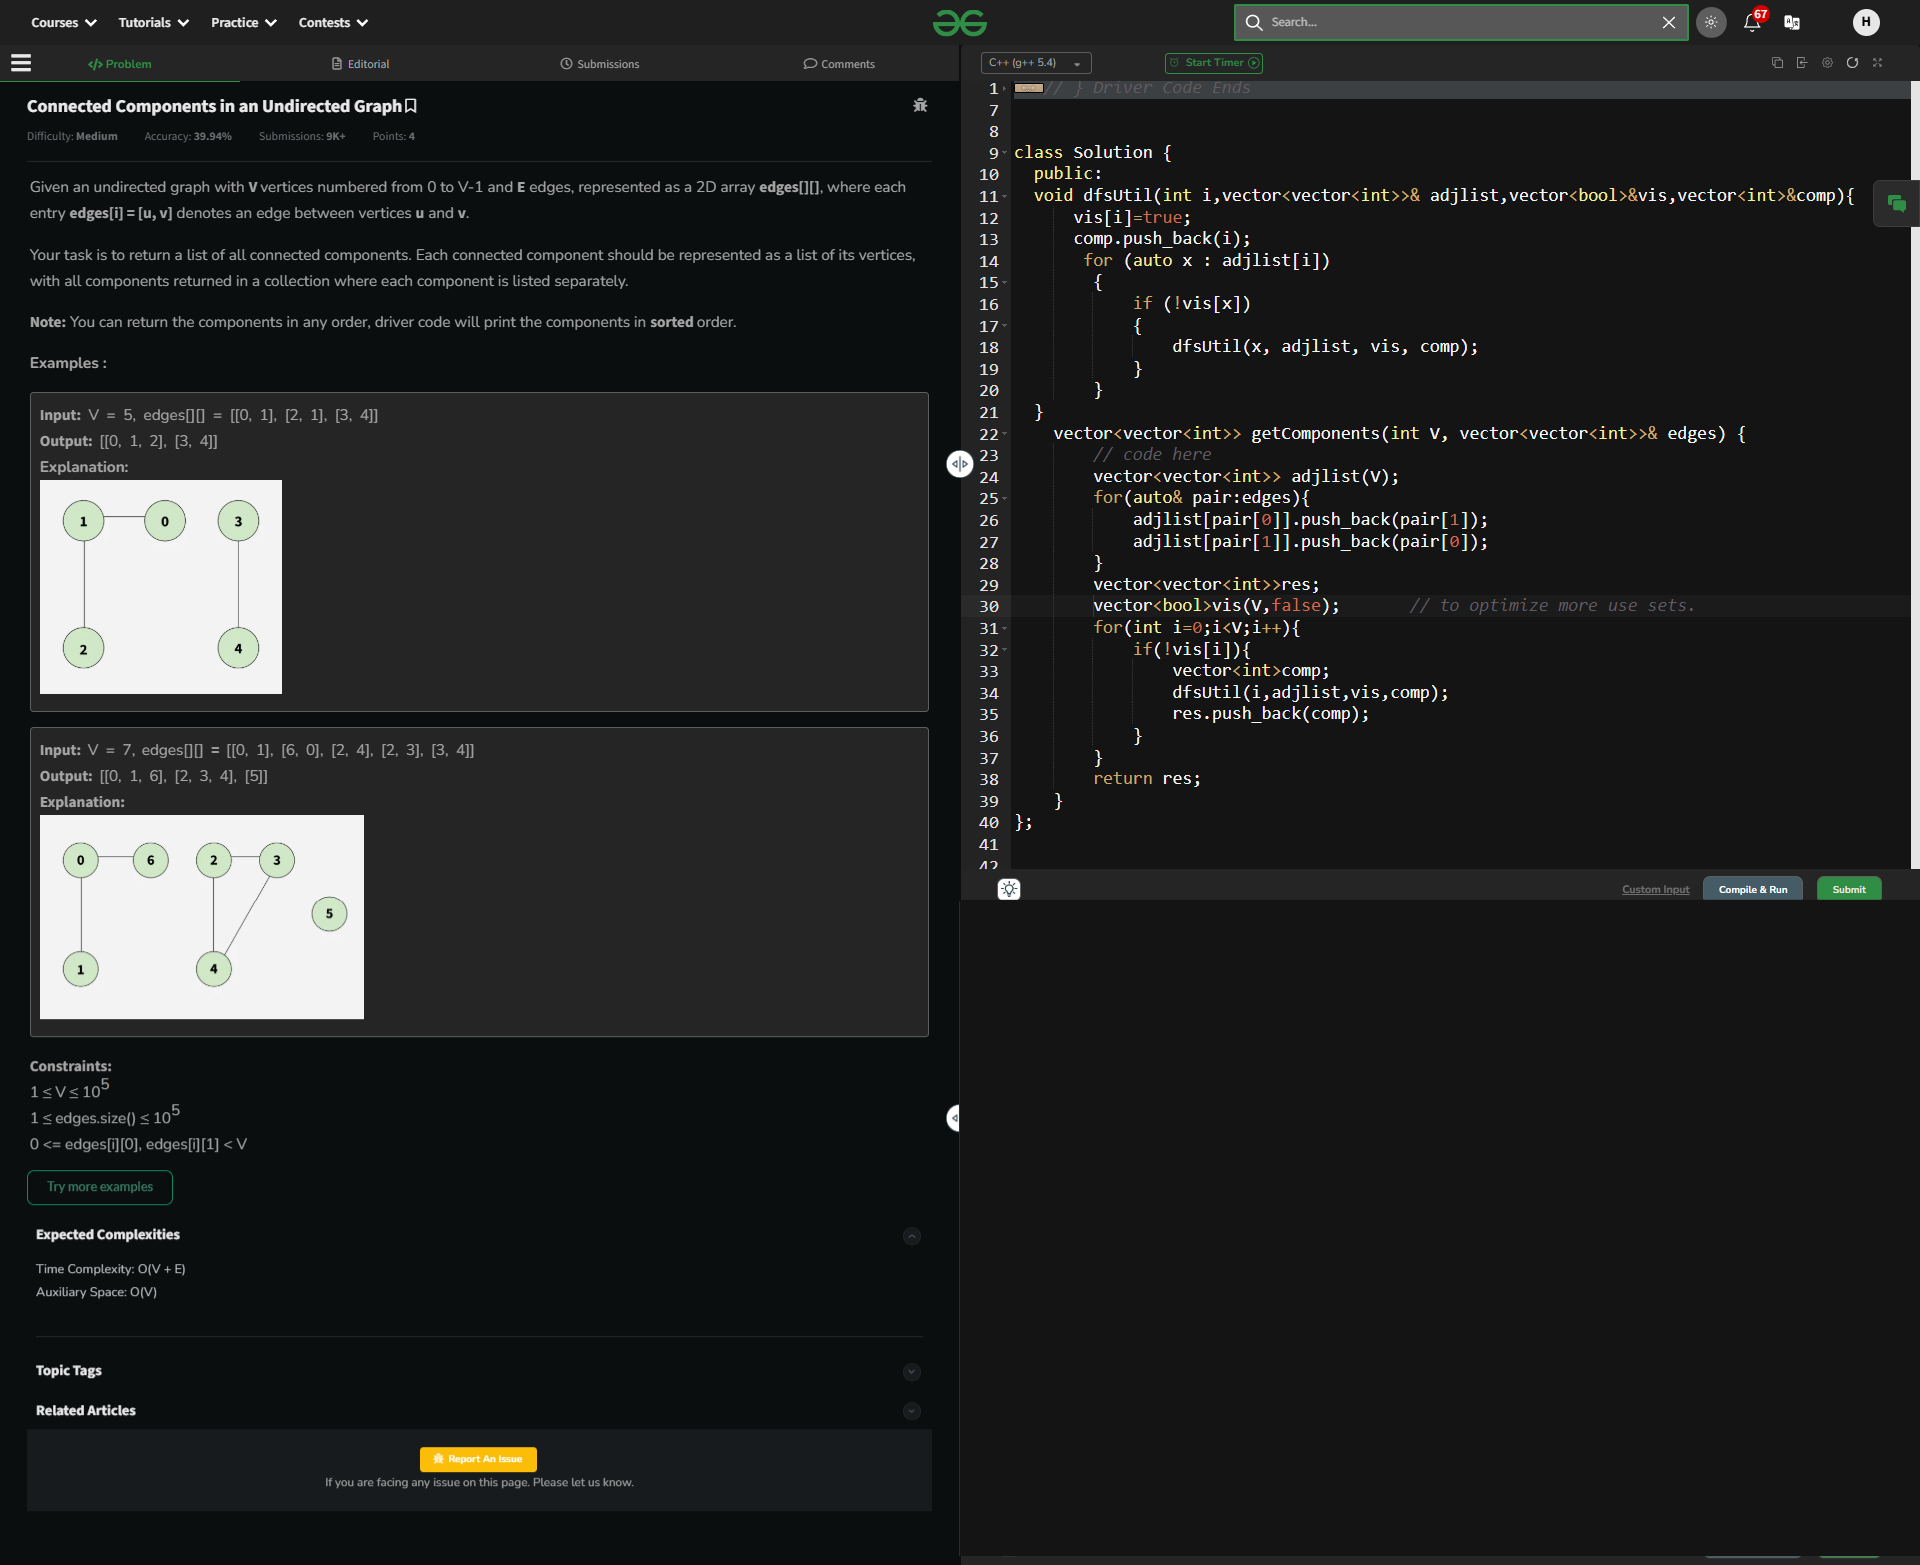 Courses Tutorials Practice Contests
Search...
67
H
Problem Editorial Submissions Comments
C++ (g++ 5.4) Start Timer
Connected Components in an Undirected Graph
Difficulty: Medium Accuracy: 39.94% Submissions: 9K+ Points: 4
Given an undirected graph with V vertices numbered from 0 to V-1 and E edges, represented as a 2D array edges[][], where each
entry edges[i] = [u, v] denotes an edge between vertices u and v.
Your task is to return a list of all connected components. Each connected component should be represented as a list of its vertices,
with all components returned in a collection where each component is listed separately.
Note: You can return the components in any order, driver code will print the components in sorted order.
Examples :
Input: V = 5, edges[][] = [[0, 1], [2, 1], [3, 4]]
Output: [[0, 1, 2], [3, 4]]
Explanation:
1 0 3
2 4
Input: V = 7, edges[][] = [[0, 1], [6, 0], [2, 4], [2, 3], [3, 4]]
Output: [[0, 1, 6], [2, 3, 4], [5]]
Explanation:
0 6 2 3
5
1 4
Constraints:
1 ≤ V ≤ 10^5
1 ≤ edges.size() ≤ 10^5
0 <= edges[i][0], edges[i][1] < V
Try more examples
Expected Complexities
Time Complexity: O(V + E)
Auxiliary Space: O(V)
Topic Tags
Related Articles
Report An Issue
If you are facing any issue on this page. Please let us know.
1 // } Driver Code Ends
7
8
9 class Solution {
10 public:
11 void dfsUtil(int i,vector<vector<int>>& adjlist,vector<bool>&vis,vector<int>&comp){
12 vis[i]=true;
13 comp.push_back(i);
14 for (auto x : adjlist[i])
15 {
16 if (!vis[x])
17 {
18 dfsUtil(x, adjlist, vis, comp);
19 }
20 }
21 }
22 vector<vector<int>> getComponents(int V, vector<vector<int>>& edges) {
23 // code here
24 vector<vector<int>> adjlist(V);
25 for(auto& pair:edges){
26 adjlist[pair[0]].push_back(pair[1]);
27 adjlist[pair[1]].push_back(pair[0]);
28 }
29 vector<vector<int>>res;
30 vector<bool>vis(V,false); // to optimize more use sets.
31 for(int i=0;i<V;i++){
32 if(!vis[i]){
33 vector<int>comp;
34 dfsUtil(i,adjlist,vis,comp);
35 res.push_back(comp);
36 }
37 }
38 return res;
39 }
40 };
41
42
Custom Input Compile & Run Submit